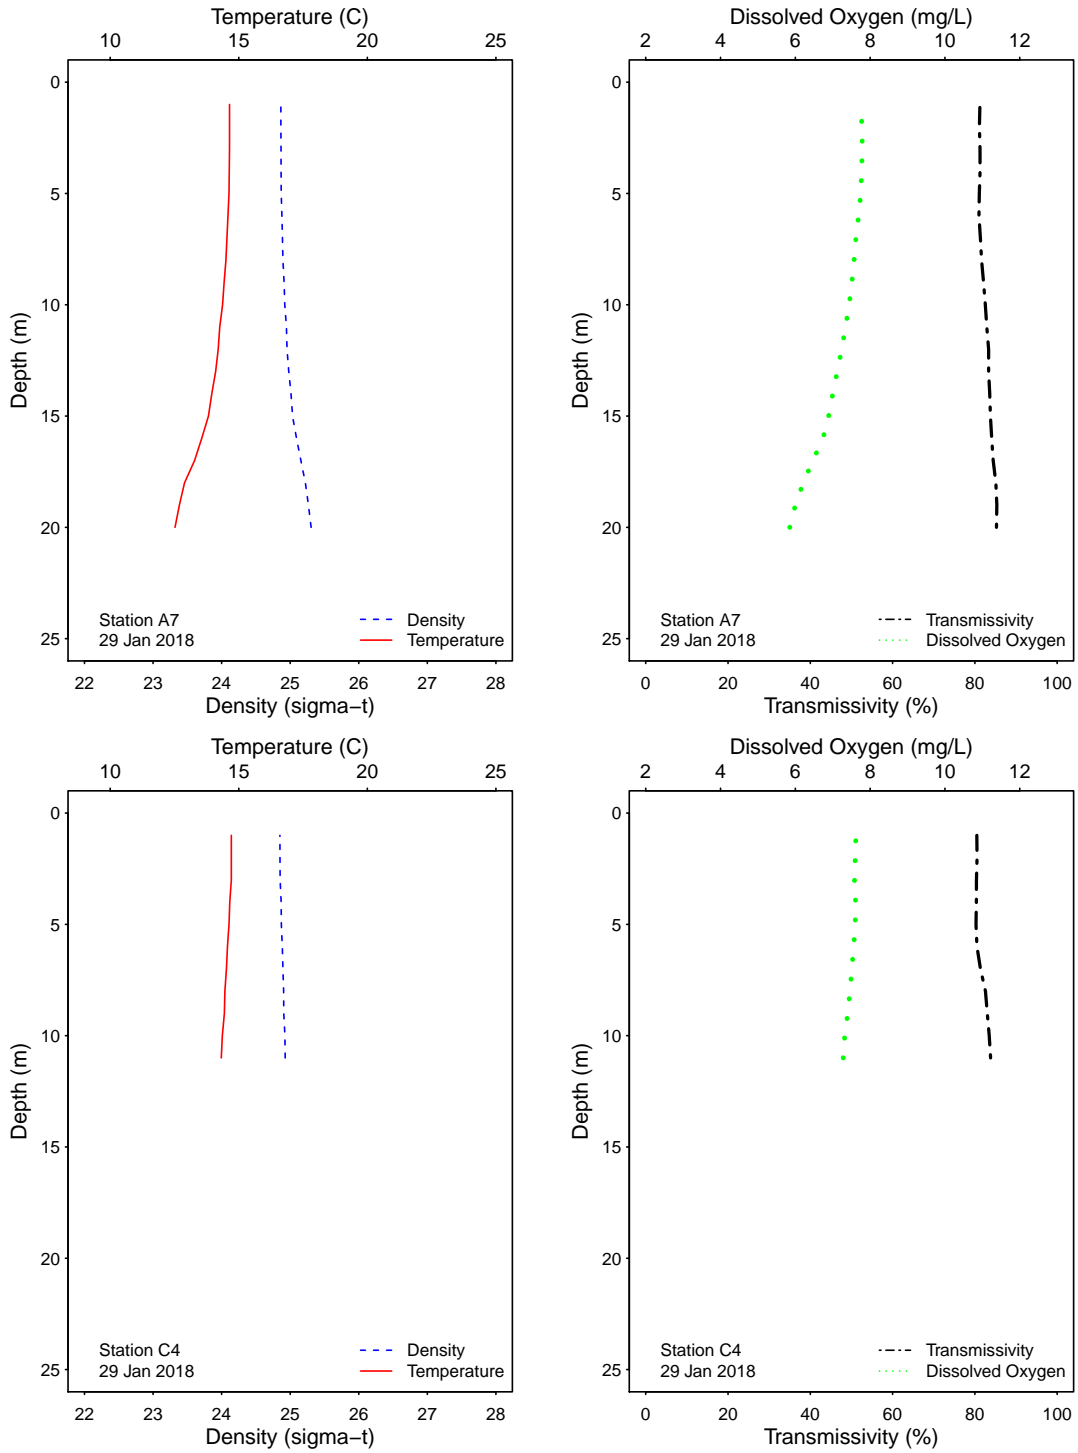 Temperature (C)
10 15 20 25
Depth (m)
0
5
10
15
20
25
Station A7
29 Jan 2018
Density
Temperature
22 23 24 25 26 27 28
Density (sigma−t)
Dissolved Oxygen (mg/L)
2 4 6 8 10 12
Depth (m)
0
5
10
15
20
25
Station A7
29 Jan 2018
Transmissivity
Dissolved Oxygen
0 20 40 60 80 100
Transmissivity (%)
Temperature (C)
10 15 20 25
Depth (m)
0
5
10
15
20
25
Station C4
29 Jan 2018
Density
Temperature
22 23 24 25 26 27 28
Density (sigma−t)
Dissolved Oxygen (mg/L)
2 4 6 8 10 12
Depth (m)
0
5
10
15
20
25
Station C4
29 Jan 2018
Transmissivity
Dissolved Oxygen
0 20 40 60 80 100
Transmissivity (%)